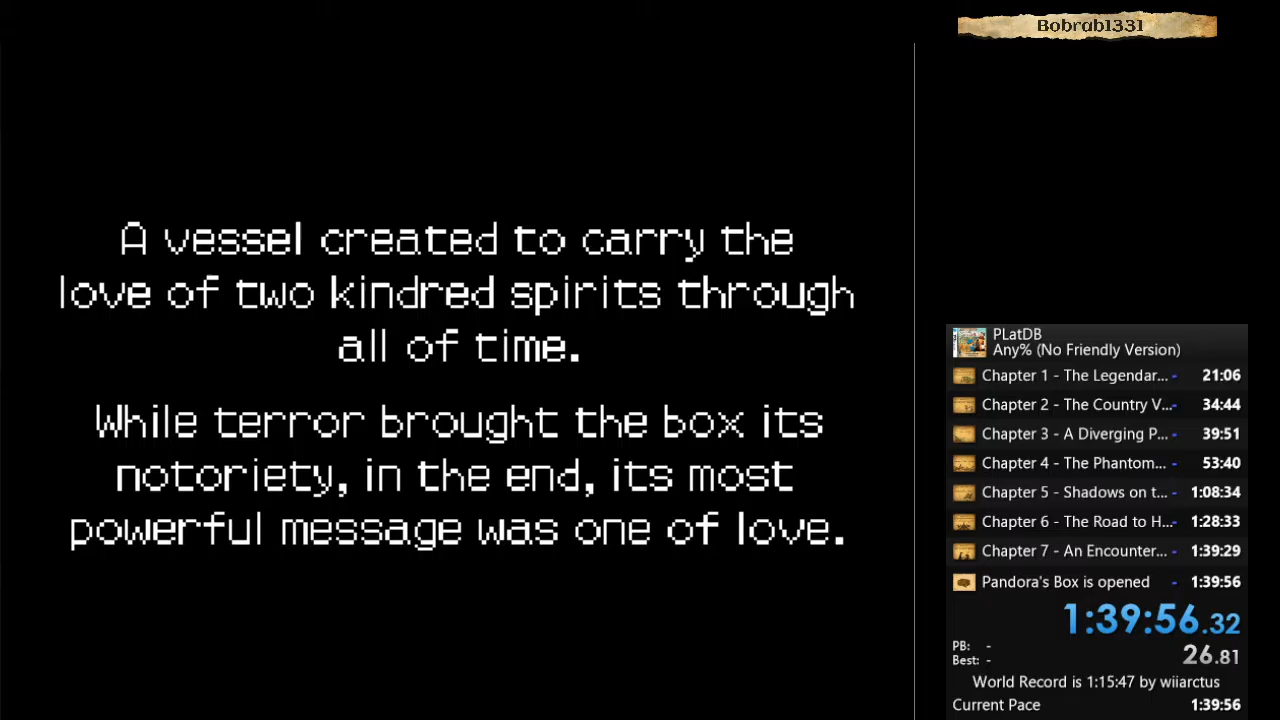 Bobrab1331
A vessel created to carry the
love of two kindred spirits through
all of time.
While terror brought the box its
notoriety, in the end, its most
powerful message was one of love.
PLatDB
Any% (No Friendly Version)
Chapter 1 - The Legendar... - 21:06
Chapter 2 - The Country V... - 34:44
Chapter 3 - A Diverging P... - 39:51
Chapter 4 - The Phantom... - 53:40
Chapter 5 - Shadows on t... - 1:08:34
Chapter 6 - The Road to H... - 1:28:33
Chapter 7 - An Encounter... - 1:39:29
Pandora's Box is opened - 1:39:56
1:39:56.32
PB: -
Best: - 26.81
World Record is 1:15:47 by wiiarctus
Current Pace 1:39:56